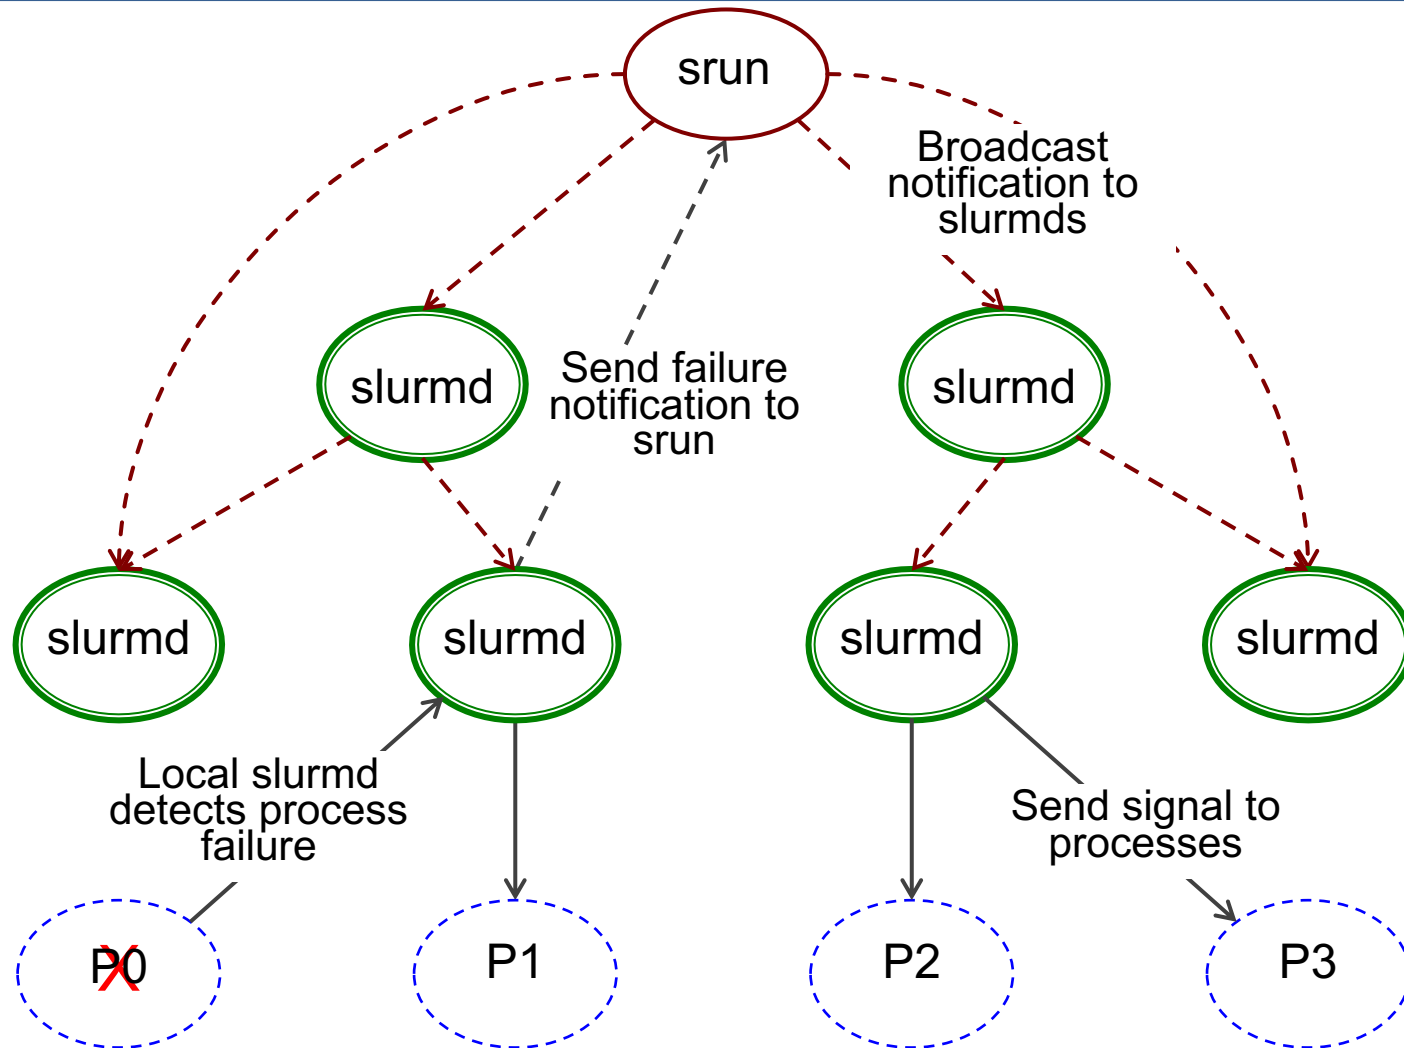 srun
Broadcast
notification to
slurmds
slurmd
Send failure
notification to
srun
slurmd
slurmd
slurmd
slurmd
slurmd
Local slurmd
detects process
failure
Send signal to
processes
P0
P1
P2
P3